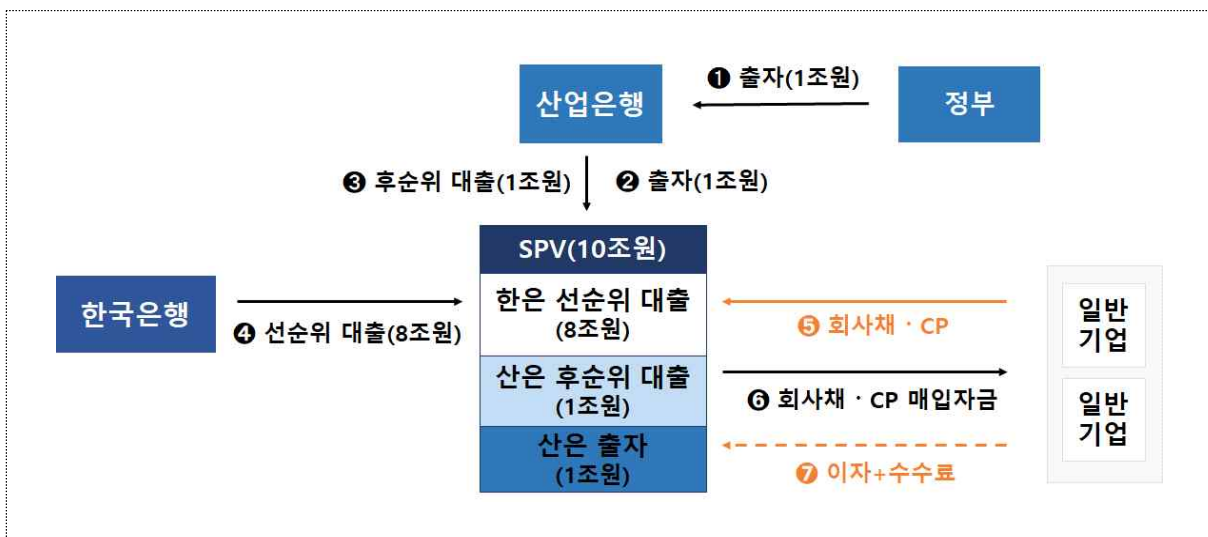 ❶ 출자(1조원)
산업은행
정부
❸ 후순위 대출(1조원)
❷ 출자(1조원)
SPV(10조원)
한국은행
❹ 선순위 대출(8조원)
한은 선순위 대출
(8조원)
산은 후순위 대출
(1조원)
산은 출자
(1조원)
❺ 회사채 · CP
❻ 회사채 · CP 매입자금
❼ 이자+수수료
일반
기업
일반
기업